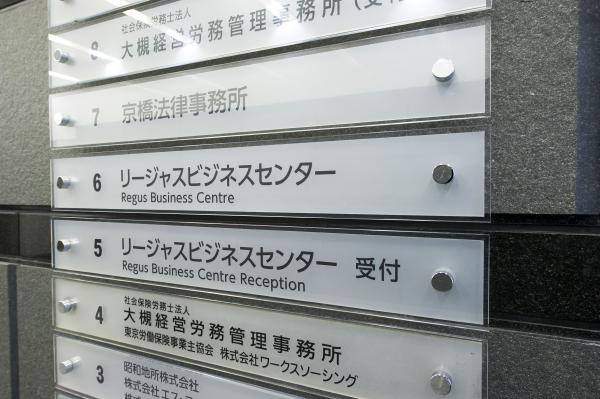 社会保険労務士法人
8 大槻経営労務管理事務所(受付
7 京橋法律事務所
6 リージャスビジネスセンター
Regus Business Centre
5 リージャスビジネスセンター 受付
Regus Business Centre Reception
社会保険労務士法人
4 大槻経営労務管理事務所
東京労働保険事業主協会 株式会社ワークスソーシング
3 昭和地所株式会社
株式会社エフ・